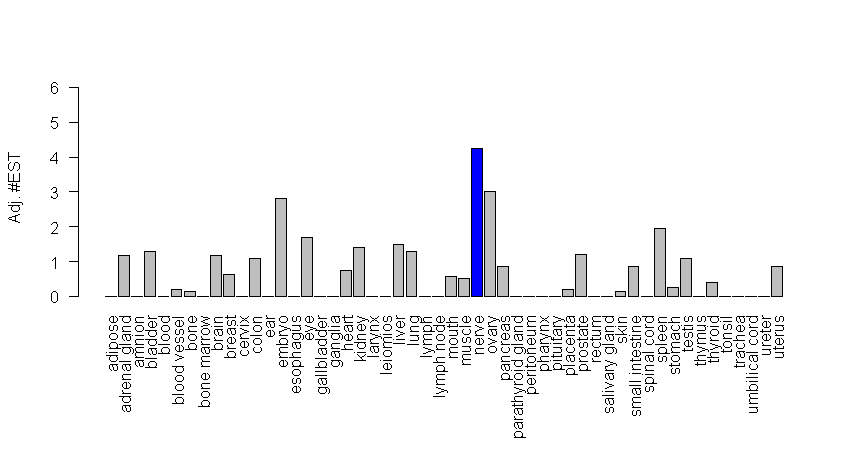 6
5
4
3
2
1
0
Adj. #EST
adipose
adrenal gland
amnion
bladder
blood
blood vessel
bone
bone marrow
brain
breast
cervix
colon
ear
embryo
esophagus
eye
gallbladder
ganglia
heart
kidney
larynx
leiomios
liver
lung
lymph
lymph node
mouth
muscle
nerve
ovary
pancreas
parathyroid gland
peritoneum
pharynx
pituitary
placenta
prostate
rectum
salivary gland
skin
small intestine
spinal cord
spleen
stomach
testis
thymus
thyroid
tonsil
trachea
umbilical cord
ureter
uterus